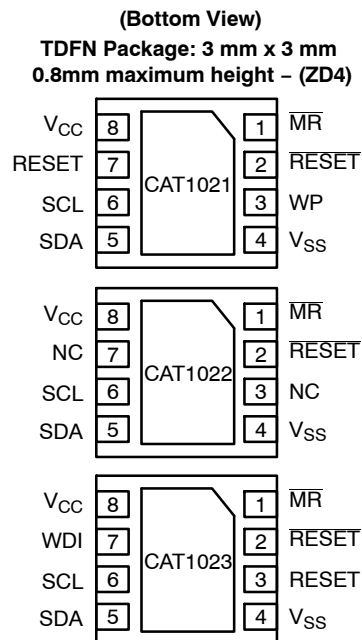 (Bottom View)
TDFN Package: 3 mm x 3 mm
0.8mm maximum height – (ZD4)
VCC 8 1 MR
RESET 7 2 RESET
CAT1021
SCL 6 3 WP
SDA 5 4 VSS
VCC 8 1 MR
NC 7 2 RESET
CAT1022
SCL 6 3 NC
SDA 5 4 VSS
VCC 8 1 MR
WDI 7 2 RESET
CAT1023
SCL 6 3 RESET
SDA 5 4 VSS